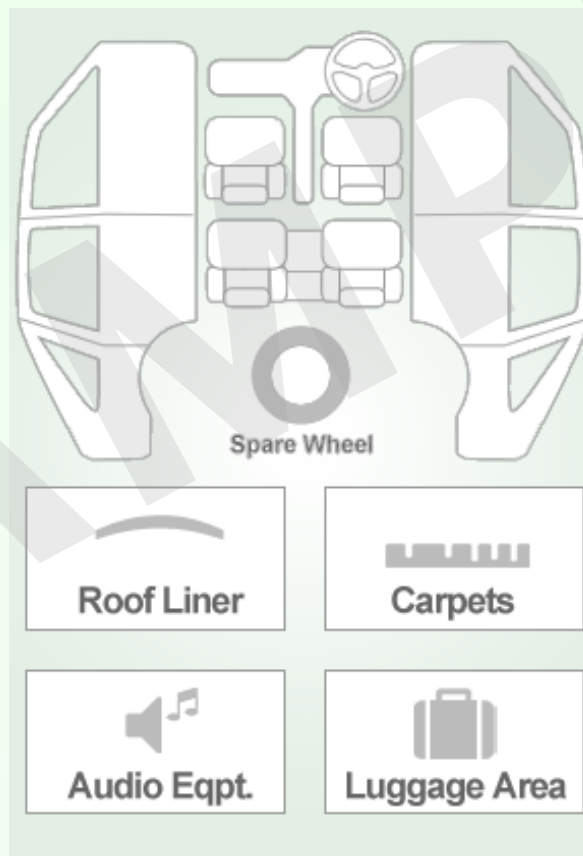 Spare Wheel
Roof Liner
Carpets
Audio Eqpt.
Luggage Area